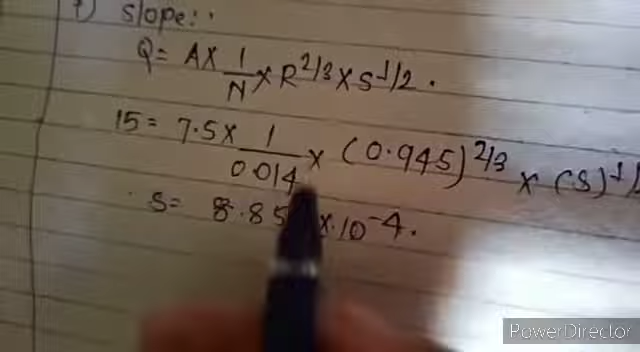 slope:
Q = A × 1/N × R^2/3 × S^1/2.
15 = 7.5 × 1/0.014 × (0.945)^2/3 × (S)
S = 8.85 × 10^-4.
PowerDirector